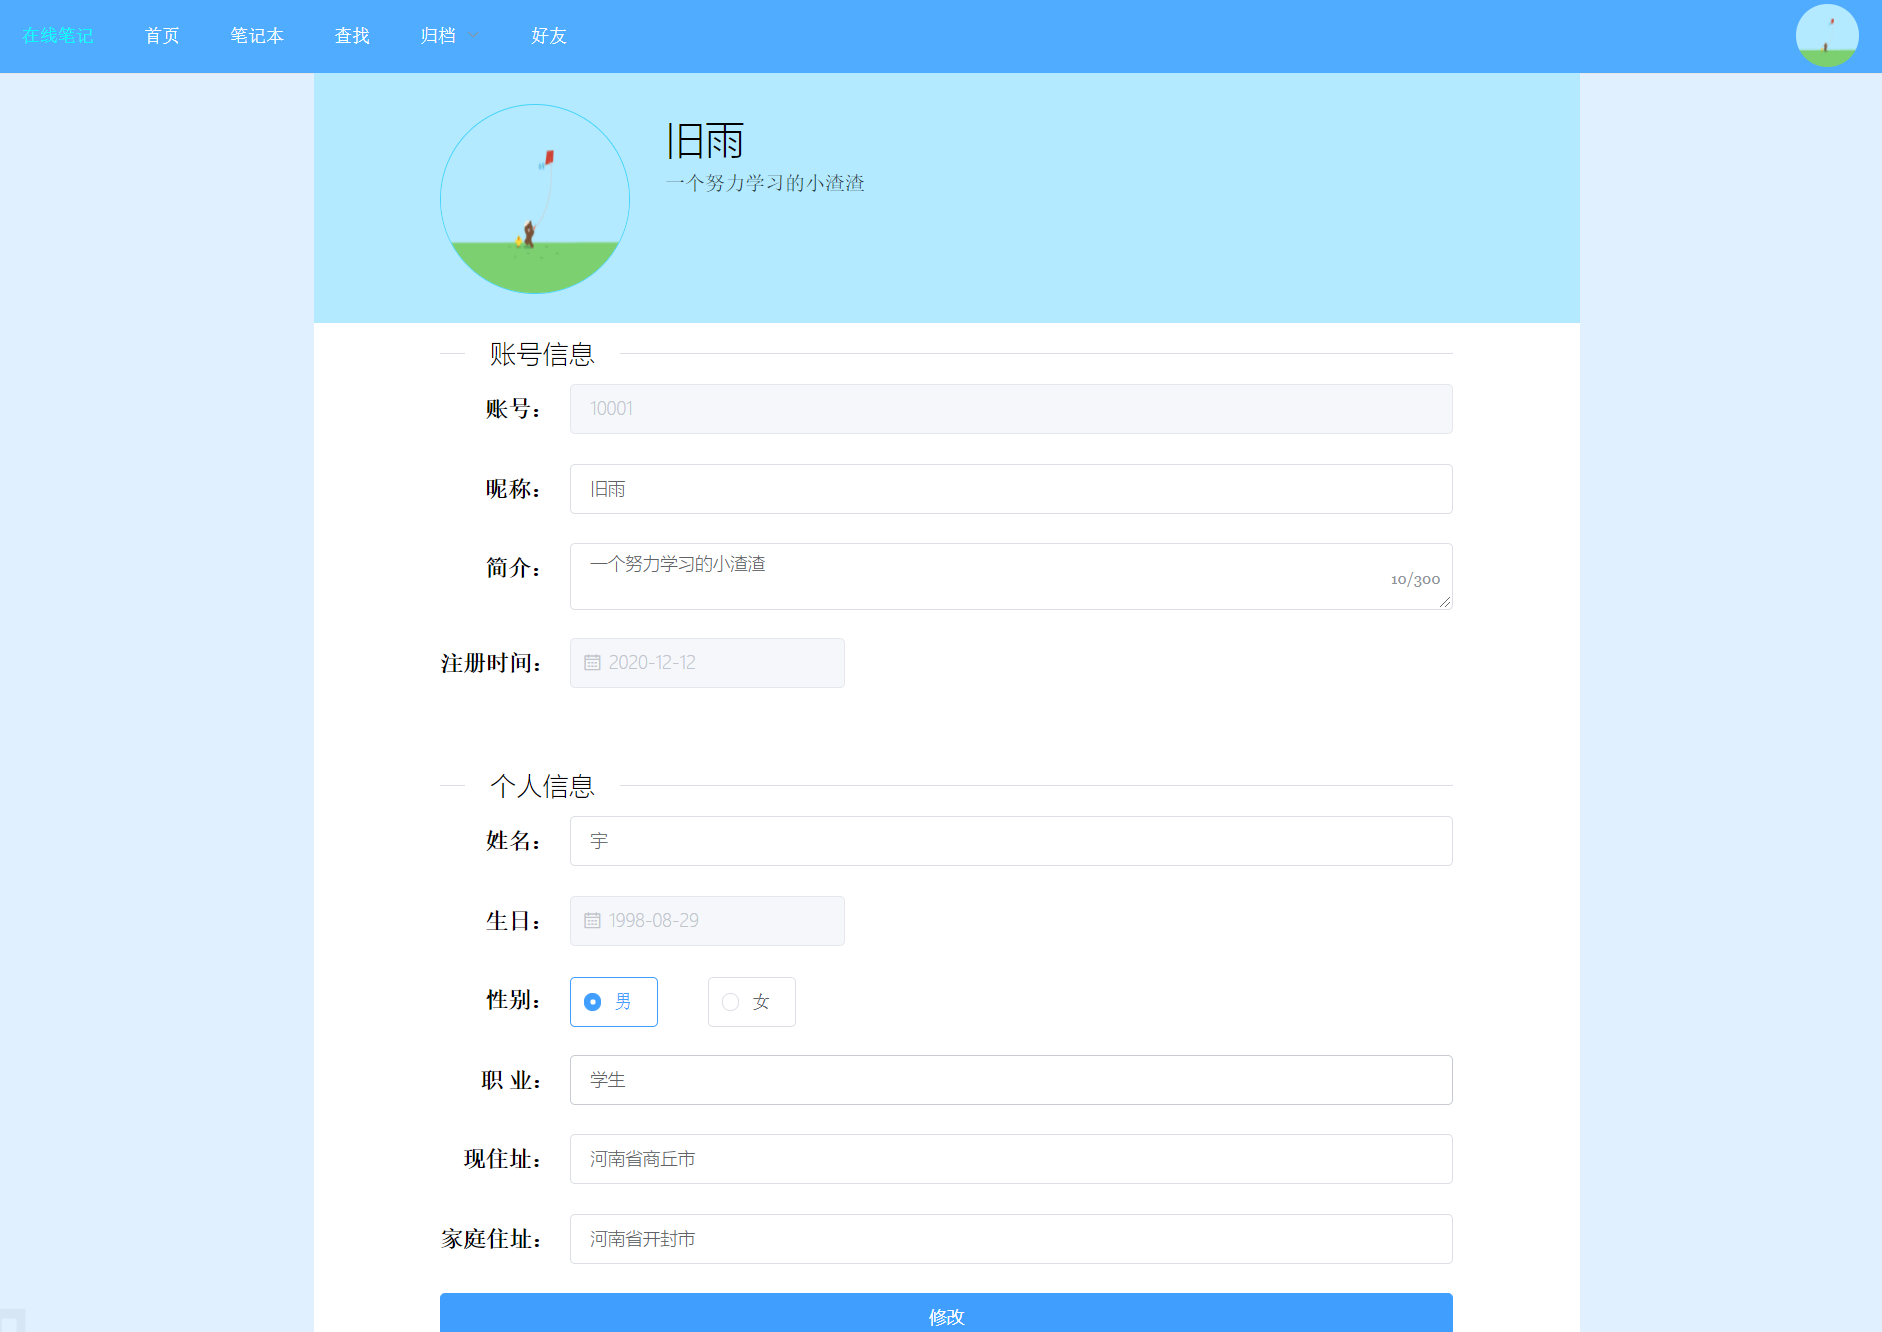 在线笔记 首页 笔记本 查找 归档 好友
旧雨
一个努力学习的小渣渣
账号信息
账号： 10001
昵称： 旧雨
简介： 一个努力学习的小渣渣
10/300
注册时间： 2020-12-12
个人信息
姓名： 宇
生日： 1998-08-29
性别： 男 女
职 业： 学生
现住址： 河南省商丘市
家庭住址： 河南省开封市
修改